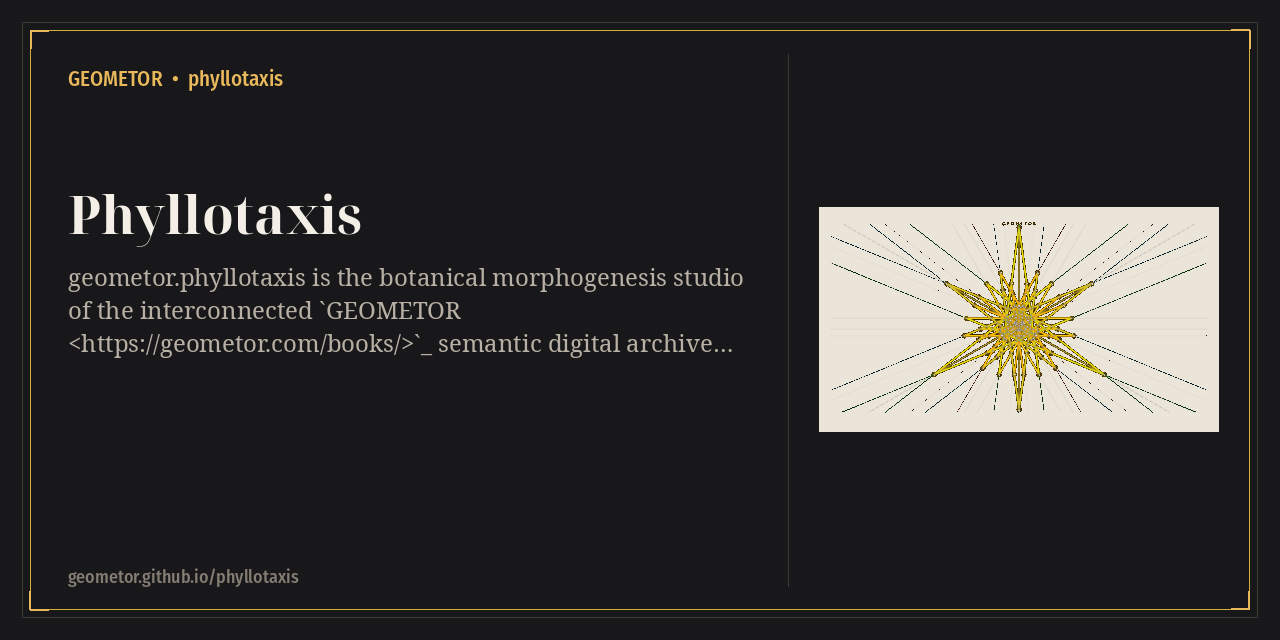 GEOMETOR • phyllotaxis
Phyllotaxis
geometor.phyllotaxis is the botanical morphogenesis studio
of the interconnected `GEOMETOR
<https://geometor.com/books/>`_ semantic digital archive...
GEOMETOR
geometor.github.io/phyllotaxis